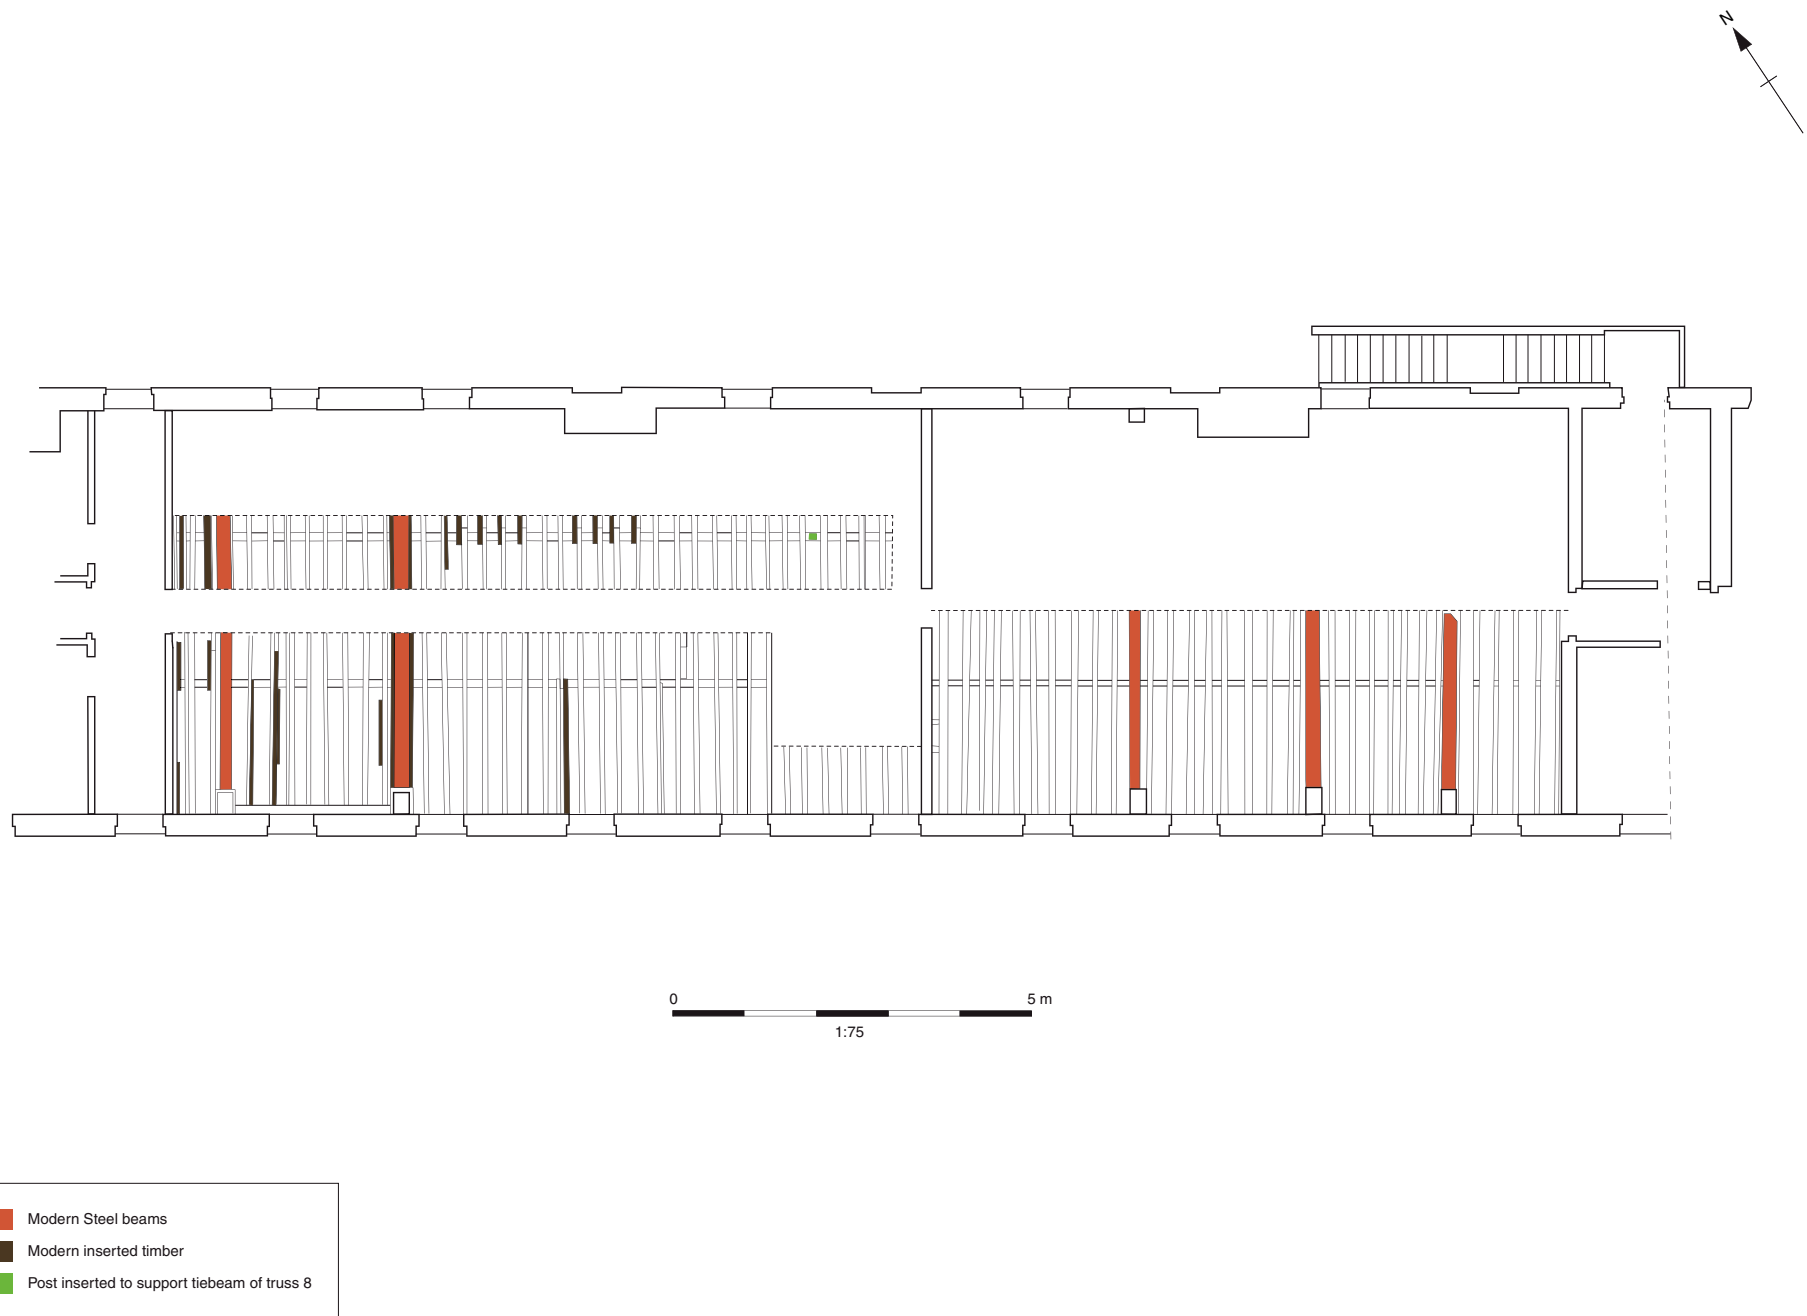 N
0 5 m
1:75
Modern Steel beams
Modern inserted timber
Post inserted to support tiebeam of truss 8